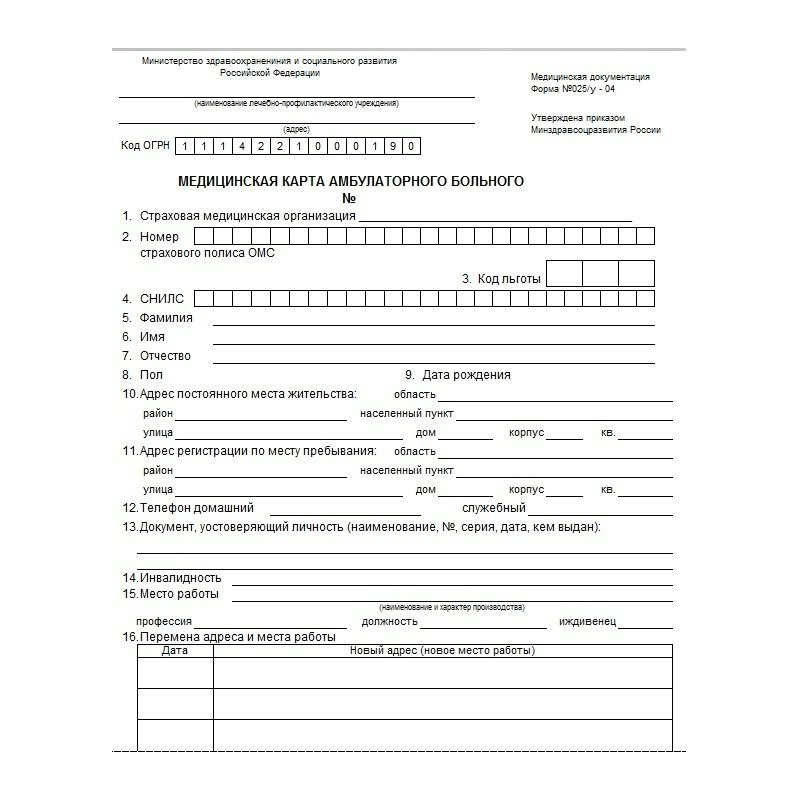 Министерство здравоохранениния и социального развития
Российской Федерации
Медицинская документация
Форма №025/у - 04
(наименование лечебно-профилактического учреждения)
Утверждена приказом
Минздравсоцразвития России
(адрес)
Код ОГРН 1 1 1 4 2 2 1 0 0 0 1 9 0
МЕДИЦИНСКАЯ КАРТА АМБУЛАТОРНОГО БОЛЬНОГО
№
1. Страховая медицинская организация
2. Номер
страхового полиса ОМС
3. Код льготы
4. СНИЛС
5. Фамилия
6. Имя
7. Отчество
8. Пол 9. Дата рождения
10. Адрес постоянного места жительства: область
район населенный пункт
улица дом корпус кв.
11. Адрес регистрации по месту пребывания: область
район населенный пункт
улица дом корпус кв.
12. Телефон домашний служебный
13. Документ, удостоверяющий личность (наименование, №, серия, дата, кем выдан):
14. Инвалидность
15. Место работы
(наименование и характер производства)
профессия должность иждивенец
16. Перемена адреса и места работы
Дата Новый адрес (новое место работы)